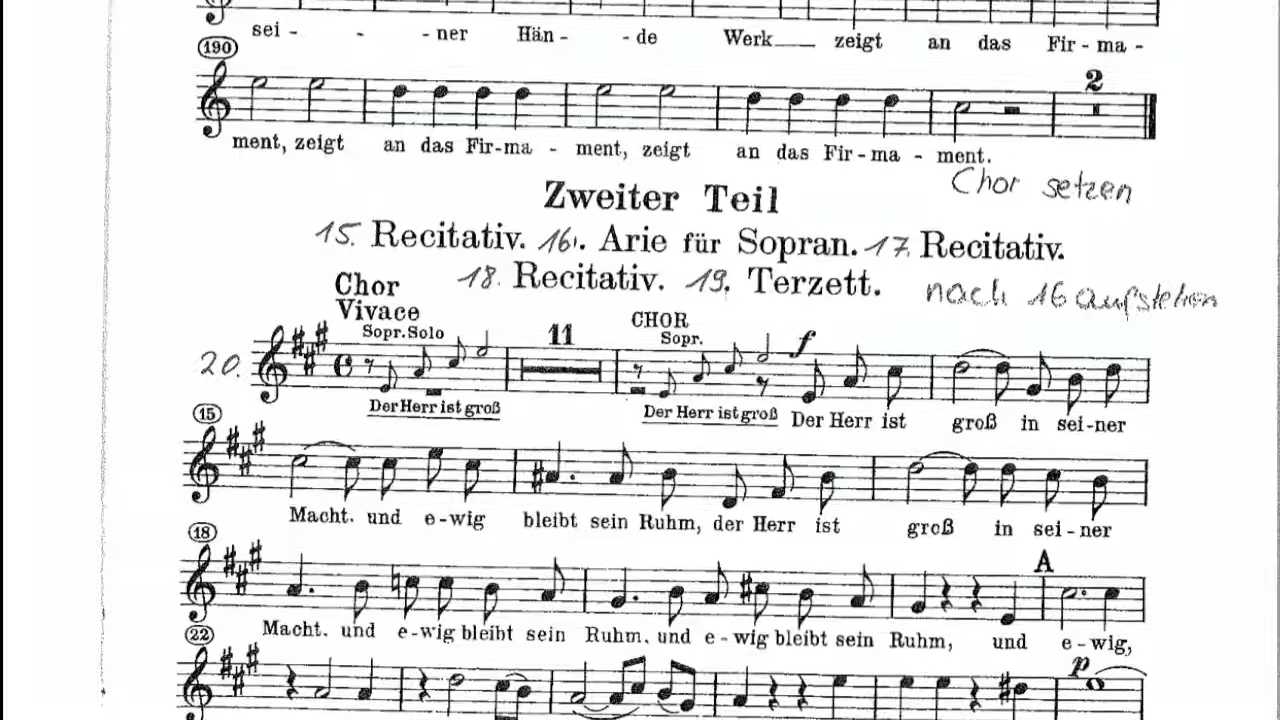 sei - - - ner Hän - - de Werk___ zeigt an das Fir - ma -
190
2
ment, zeigt an das Fir-ma - ment, zeigt an das Fir - ma - ment.
Chor setzen
Zweiter Teil
15. Recitativ. 16. Arie für Sopran. 17. Recitativ.
18. Recitativ. 19. Terzett. nach 16 aufstehen
Chor
Vivace
Sopr. Solo 11 CHOR
Sopr. f
20.
Der Herr ist groß Der Herr ist groß Der Herr ist groß in sei-ner
15
Macht. und e-wig bleibt sein Ruhm, der Herr ist groß in sei-ner
18
A
Macht. und e-wig bleibt sein Ruhm, und e-wig bleibt sein Ruhm, und e-wig,
22
p